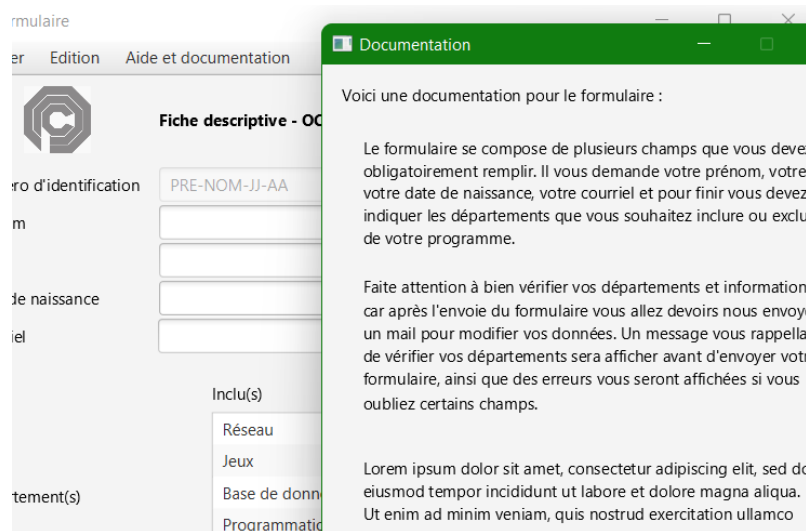 rmulaire
er Edition Aide et documentation
Fiche descriptive - OC
ro d'identification PRE-NOM-JJ-AA
m
de naissance
iel
Inclu(s)
Réseau
Jeux
Base de donn
Programmatio
tement(s)
Documentation
Voici une documentation pour le formulaire :
Le formulaire se compose de plusieurs champs que vous devez
obligatoirement remplir. Il vous demande votre prénom, votre
votre date de naissance, votre courriel et pour finir vous devez
indiquer les départements que vous souhaitez inclure ou exclu
de votre programme.
Faite attention à bien vérifier vos départements et information
car après l'envoie du formulaire vous allez devoirs nous envoye
un mail pour modifier vos données. Un message vous rappella
de vérifier vos départements sera afficher avant d'envoyer votr
formulaire, ainsi que des erreurs vous seront affichées si vous
oubliez certains champs.
Lorem ipsum dolor sit amet, consectetur adipiscing elit, sed do
eiusmod tempor incididunt ut labore et dolore magna aliqua.
Ut enim ad minim veniam, quis nostrud exercitation ullamco